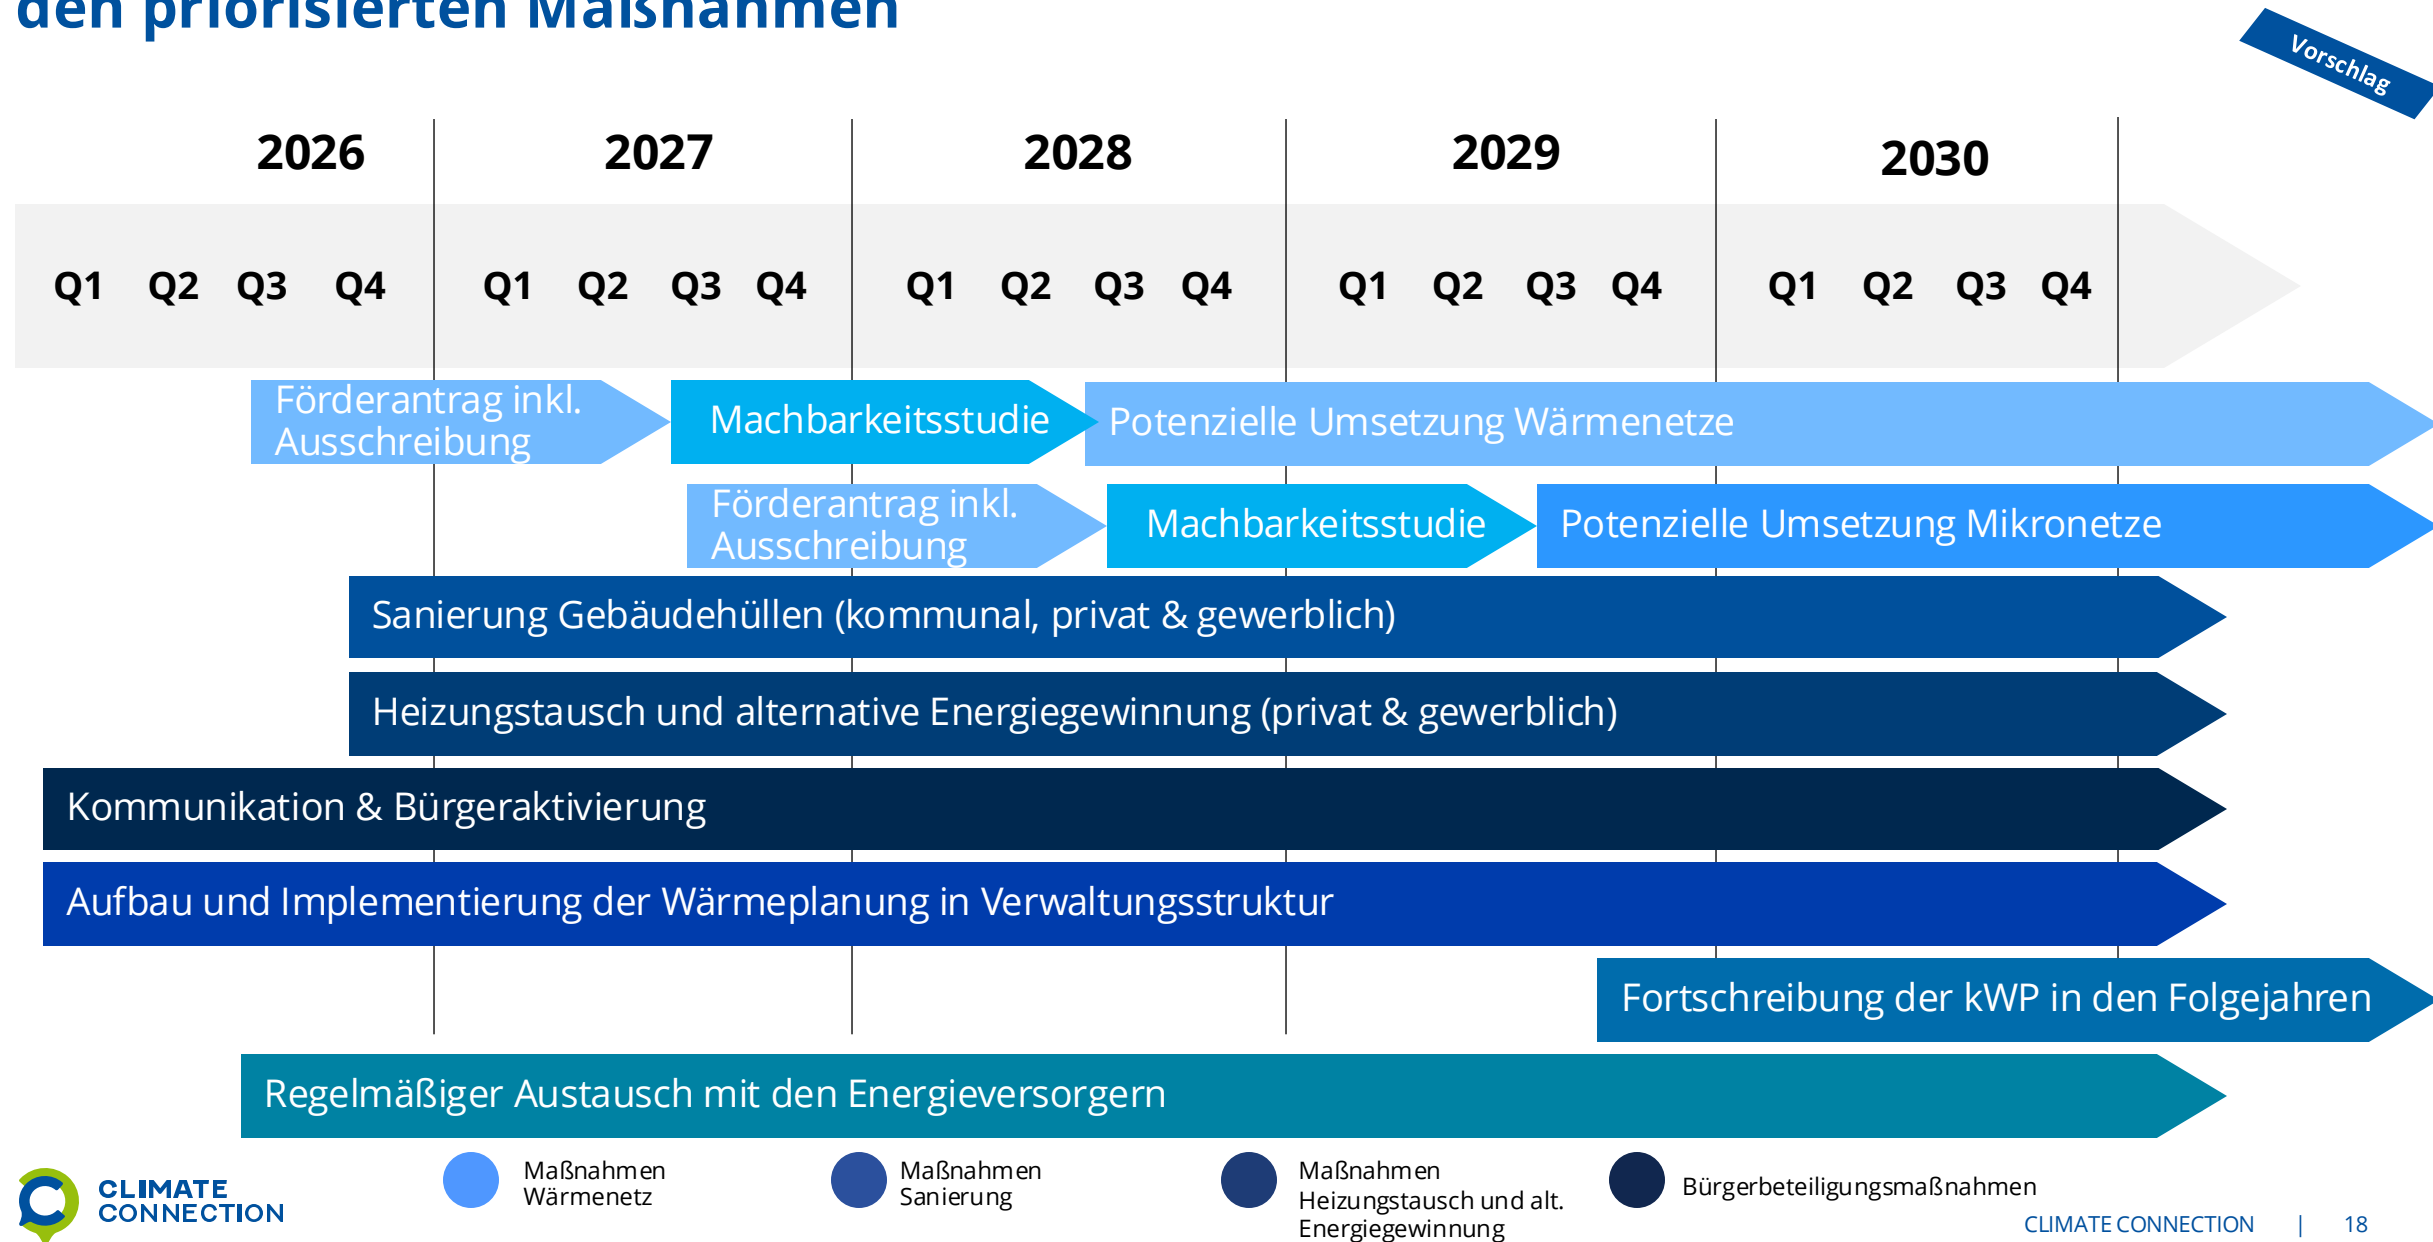 den priorisierten Maßnahmen
Vorschlag
2026 2027 2028 2029 2030
Q1 Q2 Q3 Q4 Q1 Q2 Q3 Q4 Q1 Q2 Q3 Q4 Q1 Q2 Q3 Q4 Q1 Q2 Q3 Q4
Förderantrag inkl.
Ausschreibung
Machbarkeitsstudie
Potenzielle Umsetzung Wärmenetze
Förderantrag inkl.
Ausschreibung
Machbarkeitsstudie
Potenzielle Umsetzung Mikronetze
Sanierung Gebäudehüllen (kommunal, privat & gewerblich)
Heizungstausch und alternative Energiegewinnung (privat & gewerblich)
Kommunikation & Bürgeraktivierung
Aufbau und Implementierung der Wärmeplanung in Verwaltungsstruktur
Fortschreibung der kWP in den Folgejahren
Regelmäßiger Austausch mit den Energieversorgern
CLIMATE
CONNECTION
Maßnahmen
Wärmenetz
Maßnahmen
Sanierung
Maßnahmen
Heizungstausch und alt.
Energiegewinnung
Bürgerbeteiligungsmaßnahmen
CLIMATE CONNECTION | 18